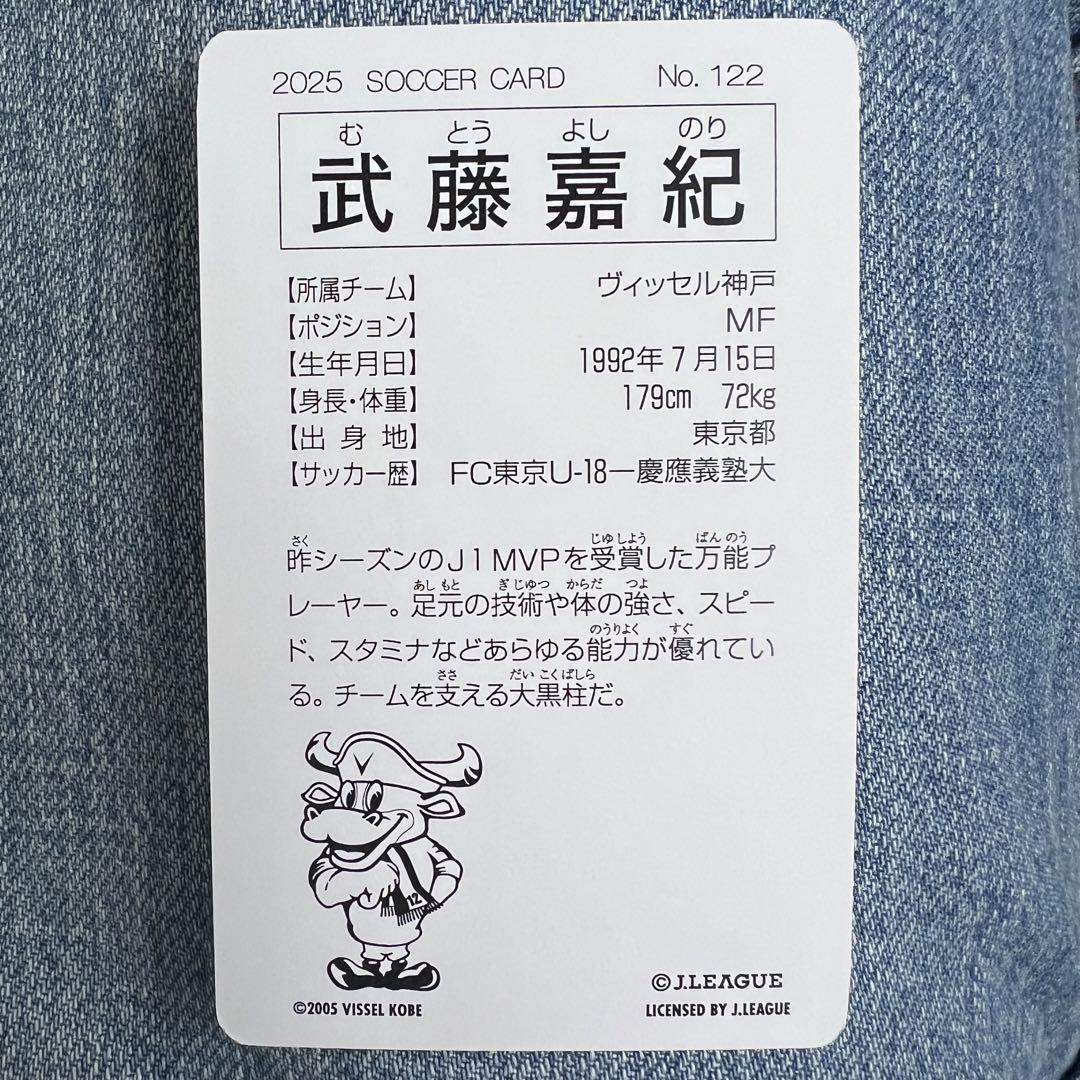 2025 SOCCER CARD No. 122
む とう よし のり
武藤嘉紀
【所属チーム】 ヴィッセル神戸
【ポジション】 MF
【生年月日】 1992年7月15日
【身長・体重】 179cm 72kg
【出身地】 東京都
【サッカー歴】 FC東京U-18ー慶應義塾大
さく じゅしょう ばんのう
昨シーズンのJ1MVPを受賞した万能プ
あしもと ぎじゅつ からだ つよ
レーヤー。足元の技術や体の強さ、スピー
のうりよく すぐ
ド、スタミナなどあらゆる能力が優れてい
ささ だいこくばしら
る。チームを支える大黒柱だ。
V
12
©2005 VISSEL KOBE
©J.LEAGUE
LICENSED BY J.LEAGUE